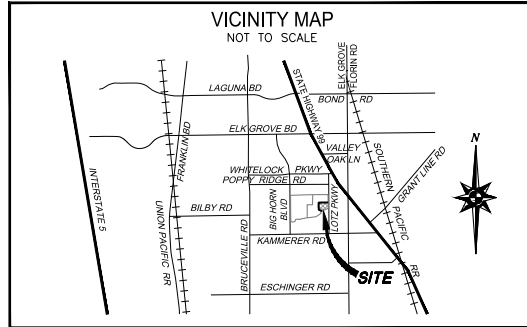 VICINITY MAP
NOT TO SCALE
LAGUNA BD
STATE HIGHWAY 99
ELK GROVE
FLORIN RD
BOND RD
ELK GROVE BD
FRANKLIN BD
VALLEY
OAK LN
SOUTHERN PACIFIC RR
GRANT LINE RD
N
INTERSTATE 5
UNION PACIFIC RR
WHITELOCK PKWY
POPPY RIDGE RD
BIG HORN
BLVD
LOTZ PKWY
BILBY RD
BRUCEVILLE RD
KAMMERER RD
SITE
ESCHINGER RD